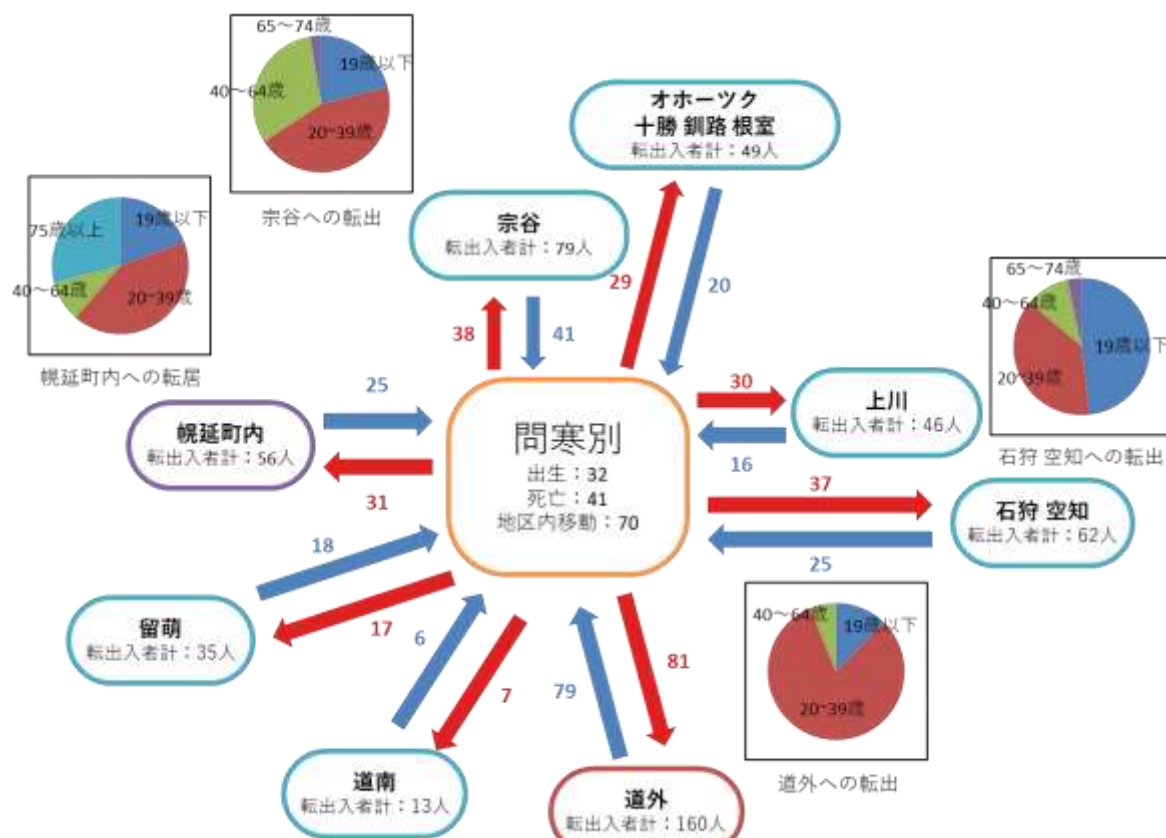 65～74歳
19歳以下
40～64歳
20~39歳
宗谷への転出
オホーツク
十勝 釧路 根室
転出入者計：49人
75歳以上
19歳以下
40～64歳
20~39歳
幌延町内への転居
宗谷
転出入者計：79人
29
20
38
41
65～74歳
40～64歳
19歳以下
20~39歳
石狩 空知への転出
25
幌延町内
転出入者計：56人
31
問寒別
出生：32
死亡：41
地区内移動：70
30
上川
転出入者計：46人
16
37
石狩 空知
転出入者計：62人
25
18
留萌
転出入者計：35人
17
6
7
道南
転出入者計：13人
79
81
道外
転出入者計：160人
40～64歳
19歳以下
20~39歳
道外への転出